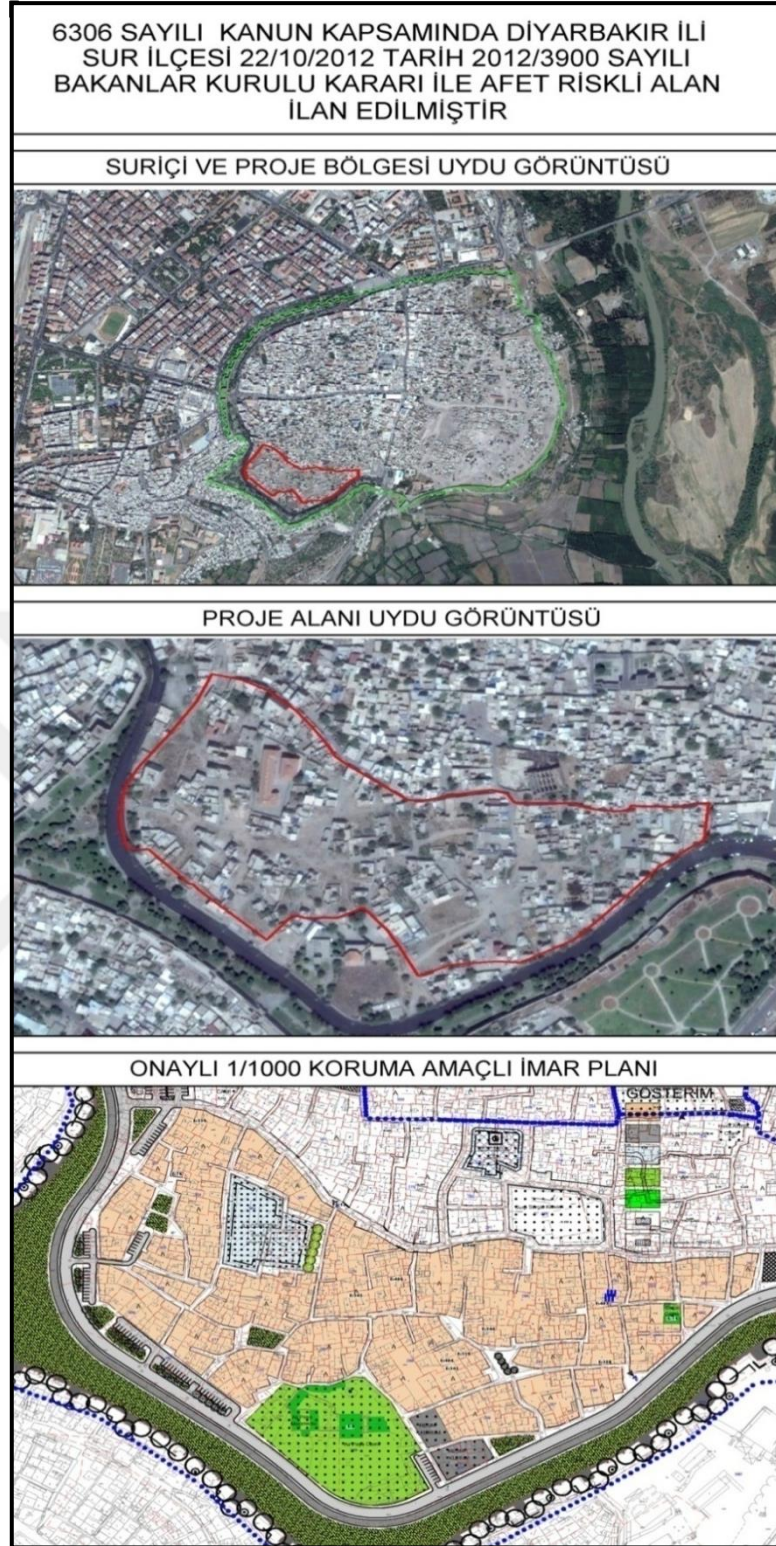 6306 SAYILI KANUN KAPSAMINDA DİYARBAKIR İLİ
SUR İLÇESİ 22/10/2012 TARİH 2012/3900 SAYILI
BAKANLAR KURULU KARARI İLE AFET RİSKLİ ALAN
İLAN EDİLMİŞTİR
SURİÇİ VE PROJE BÖLGESİ UYDU GÖRÜNTÜSÜ
PROJE ALANI UYDU GÖRÜNTÜSÜ
ONAYLI 1/1000 KORUMA AMAÇLI İMAR PLANI
GÖSTERİM